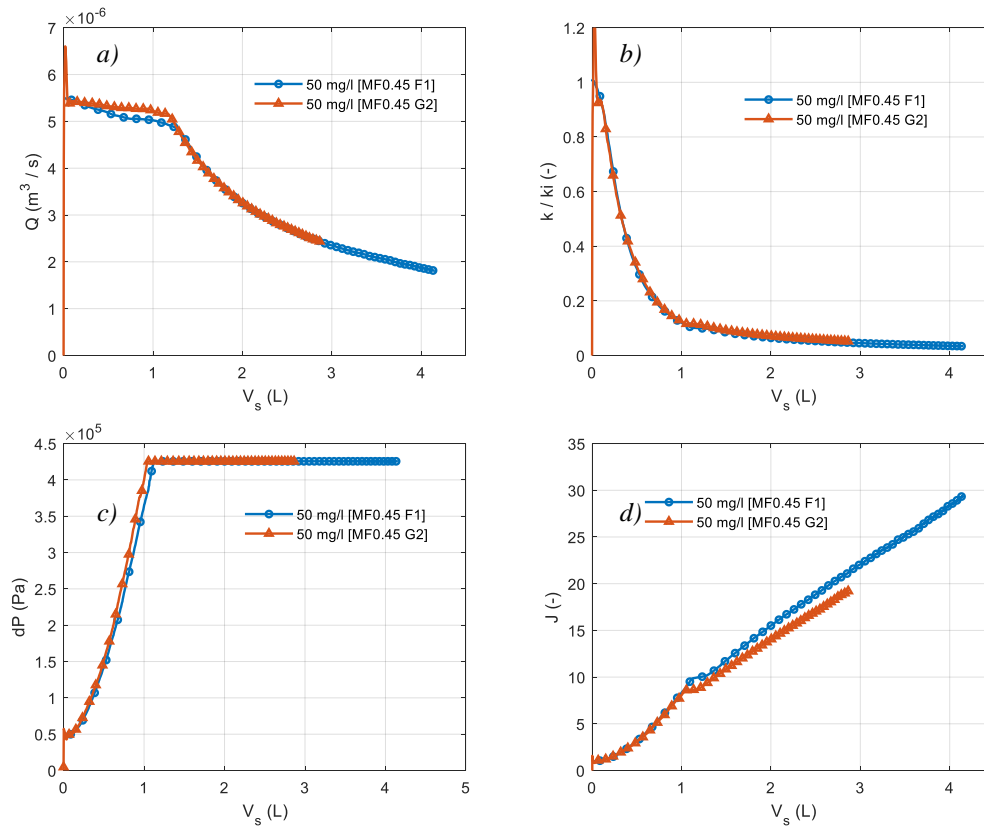 ×10⁻⁶
a)
7
6
5
4
3
2
1
0
Q (m³ / s)
50 mg/l [MF0.45 F1]
50 mg/l [MF0.45 G2]
0 1 2 3 4
V_s (L)
b)
1.2
1
0.8
0.6
0.4
0.2
0
k / ki (-)
50 mg/l [MF0.45 F1]
50 mg/l [MF0.45 G2]
0 1 2 3 4
V_s (L)
×10⁵
c)
4.5
4
3.5
3
2.5
2
1.5
1
0.5
0
dP (Pa)
50 mg/l [MF0.45 F1]
50 mg/l [MF0.45 G2]
0 1 2 3 4 5
V_s (L)
d)
35
30
25
20
15
10
5
0
J (-)
50 mg/l [MF0.45 F1]
50 mg/l [MF0.45 G2]
0 1 2 3 4
V_s (L)